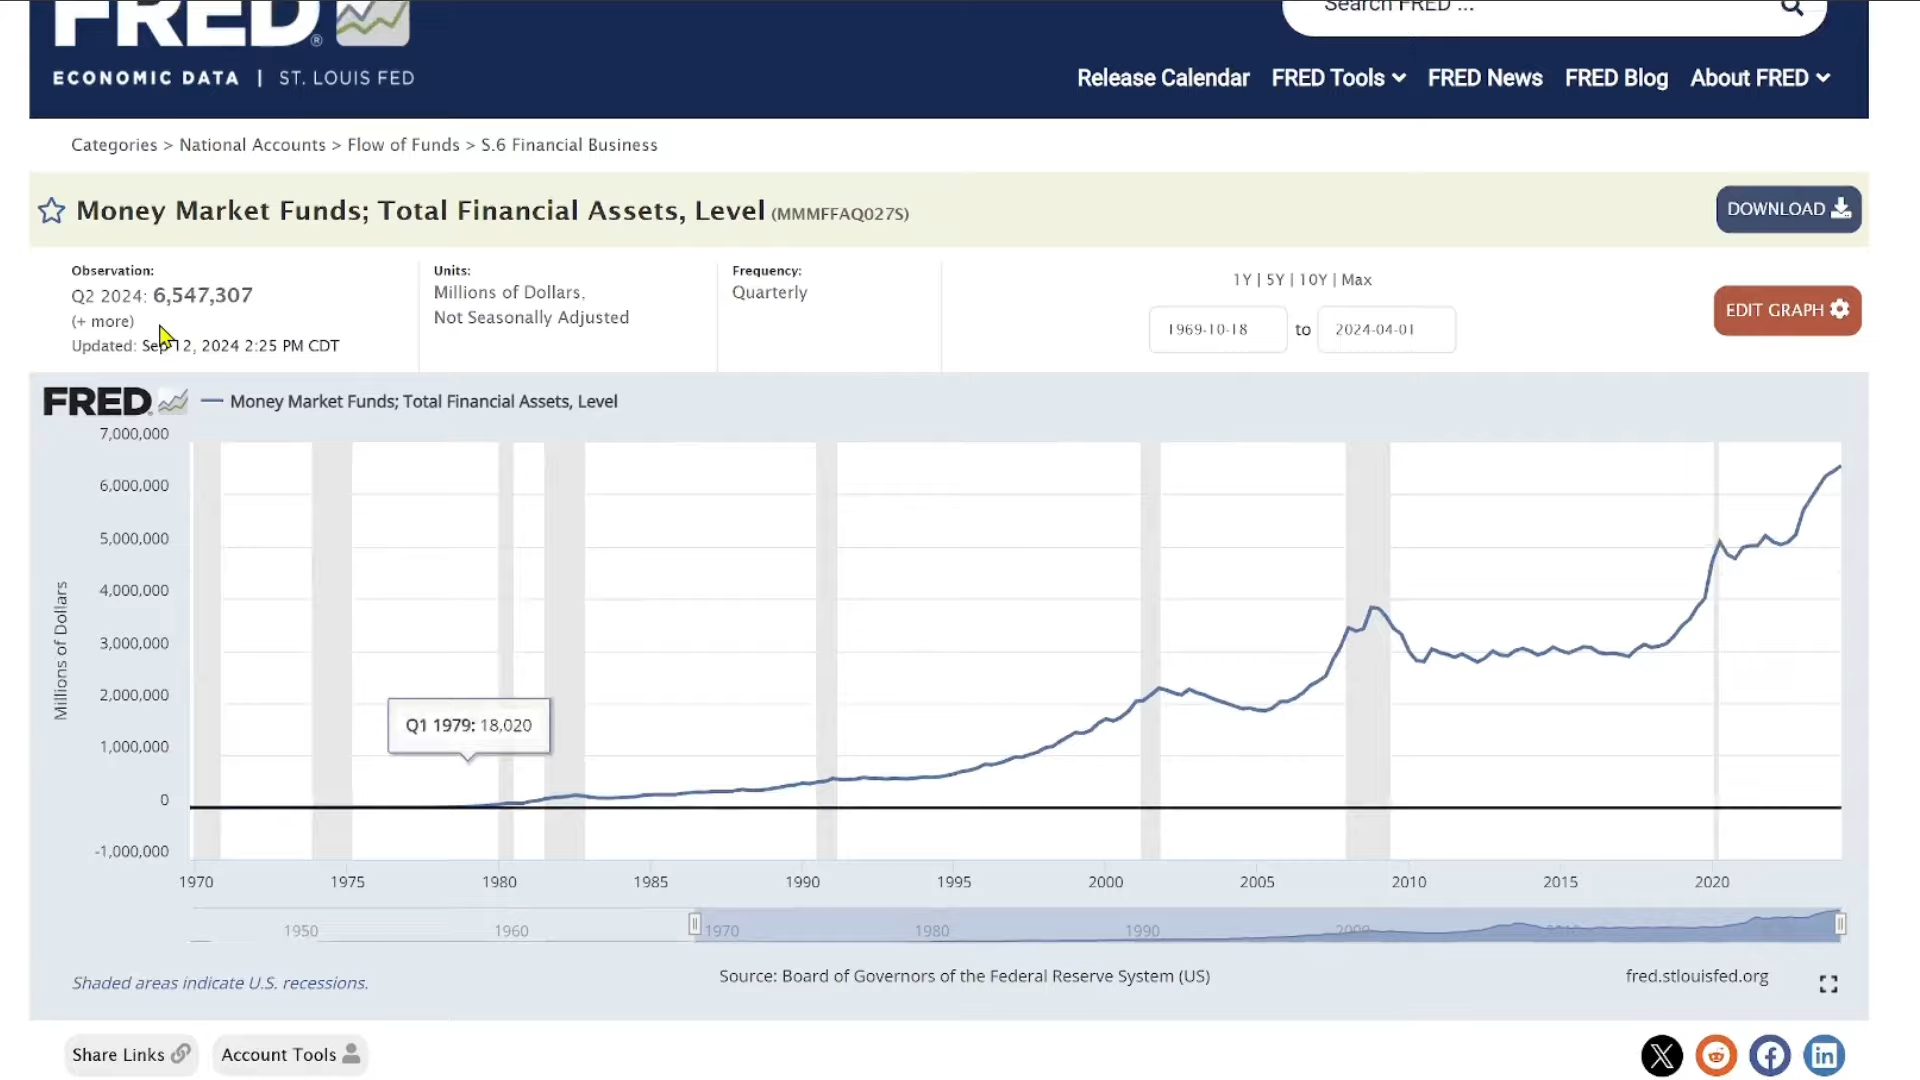 FRED®
Search FRED ...
ECONOMIC DATA | ST. LOUIS FED
Release Calendar FRED Tools FRED News FRED Blog About FRED
Categories > National Accounts > Flow of Funds > S.6 Financial Business
Money Market Funds; Total Financial Assets, Level (MMMFFAQ027S)
DOWNLOAD
Observation:
Q2 2024: 6,547,307
(+ more)
Updated: Sep 12, 2024 2:25 PM CDT
Units:
Millions of Dollars,
Not Seasonally Adjusted
Frequency:
Quarterly
1Y | 5Y | 10Y | Max
1969-10-18 to 2024-04-01
EDIT GRAPH
FRED Money Market Funds; Total Financial Assets, Level
7,000,000
6,000,000
5,000,000
4,000,000
3,000,000
2,000,000
1,000,000
0
-1,000,000
Millions of Dollars
Q1 1979: 18,020
1970 1975 1980 1985 1990 1995 2000 2005 2010 2015 2020
1950 1960 1970 1980 1990 2000 2010
Shaded areas indicate U.S. recessions.
Source: Board of Governors of the Federal Reserve System (US)
fred.stlouisfed.org
Share Links
Account Tools
X
f
in